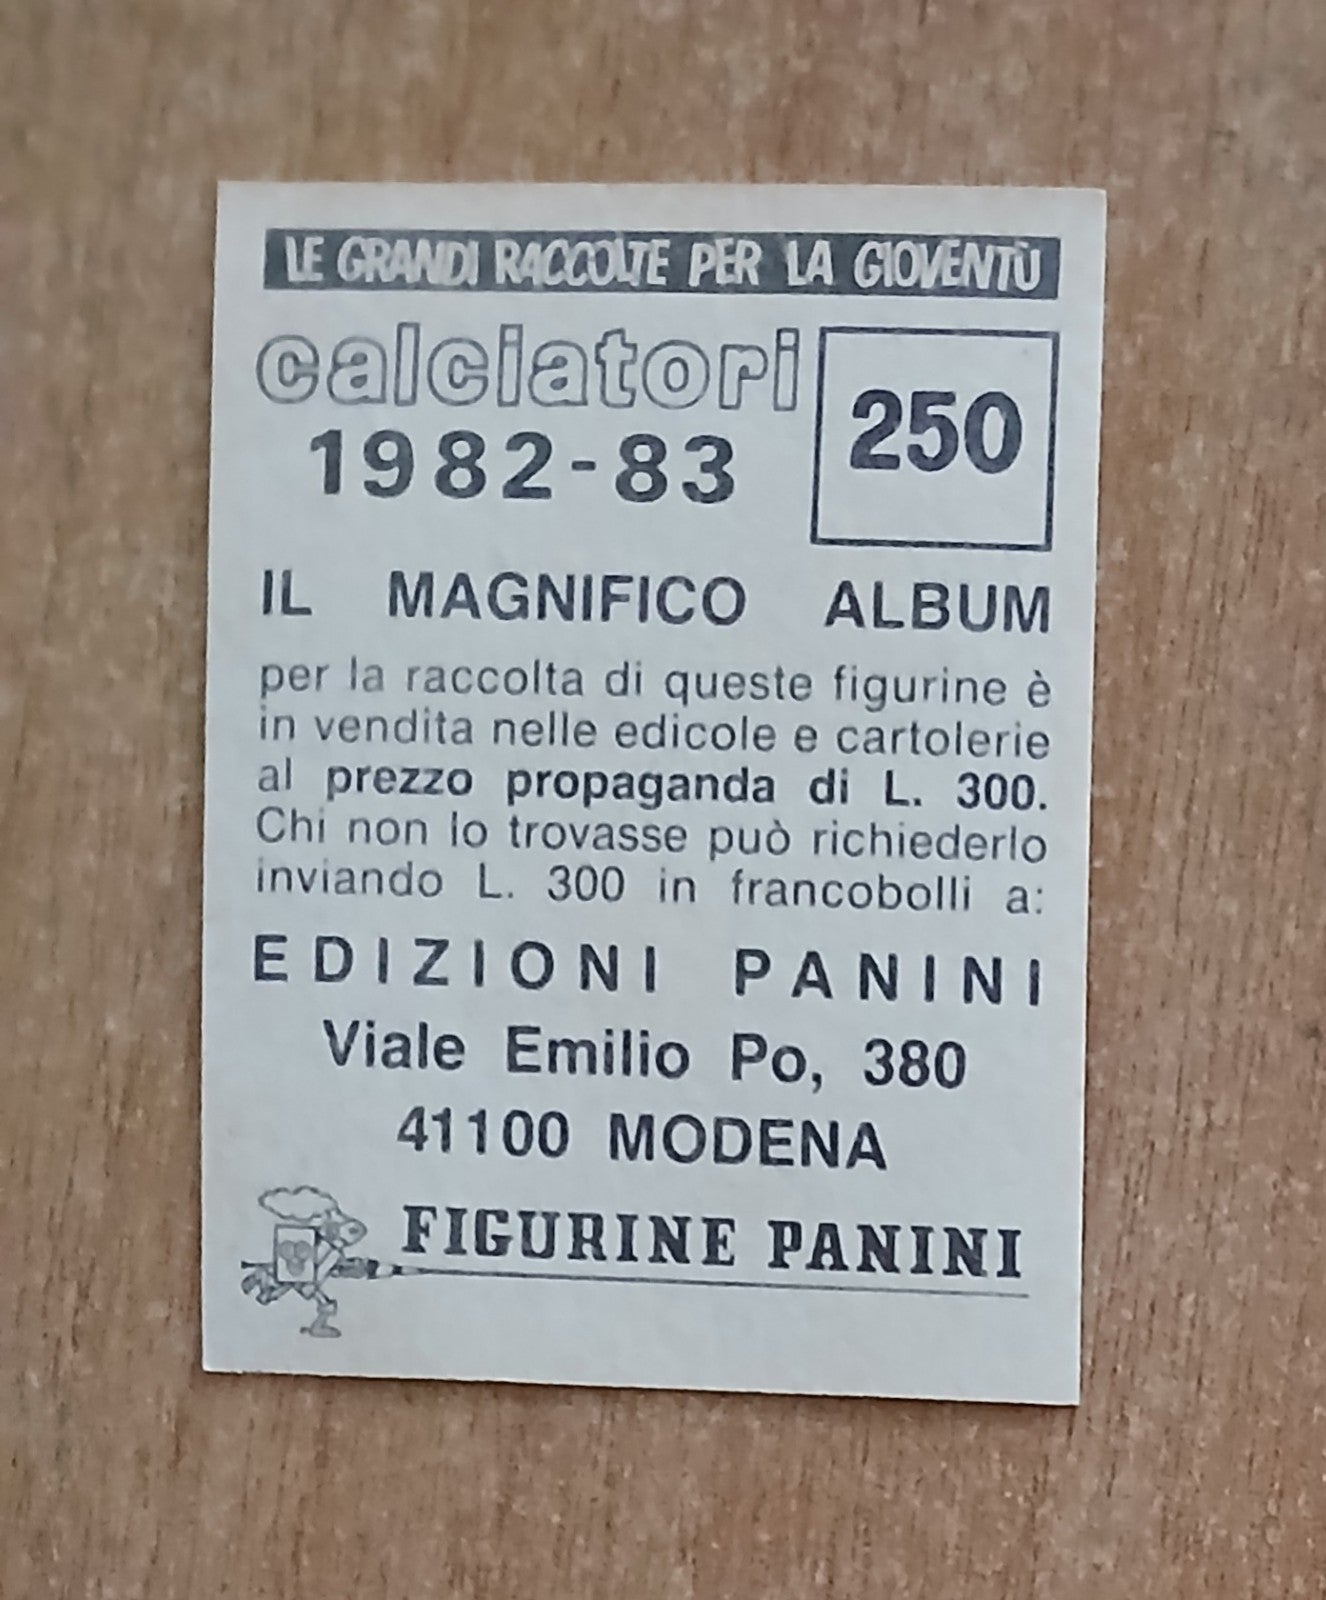 LE GRANDI RACCOLTE PER LA GIOVENTÙ
calciatori
1982-83
250
IL MAGNIFICO ALBUM
per la raccolta di queste figurine è
in vendita nelle edicole e cartolerie
al prezzo propaganda di L. 300.
Chi non lo trovasse può richiederlo
inviando L. 300 in francobolli a:
EDIZIONI PANINI
Viale Emilio Po, 380
41100 MODENA
FIGURINE PANINI